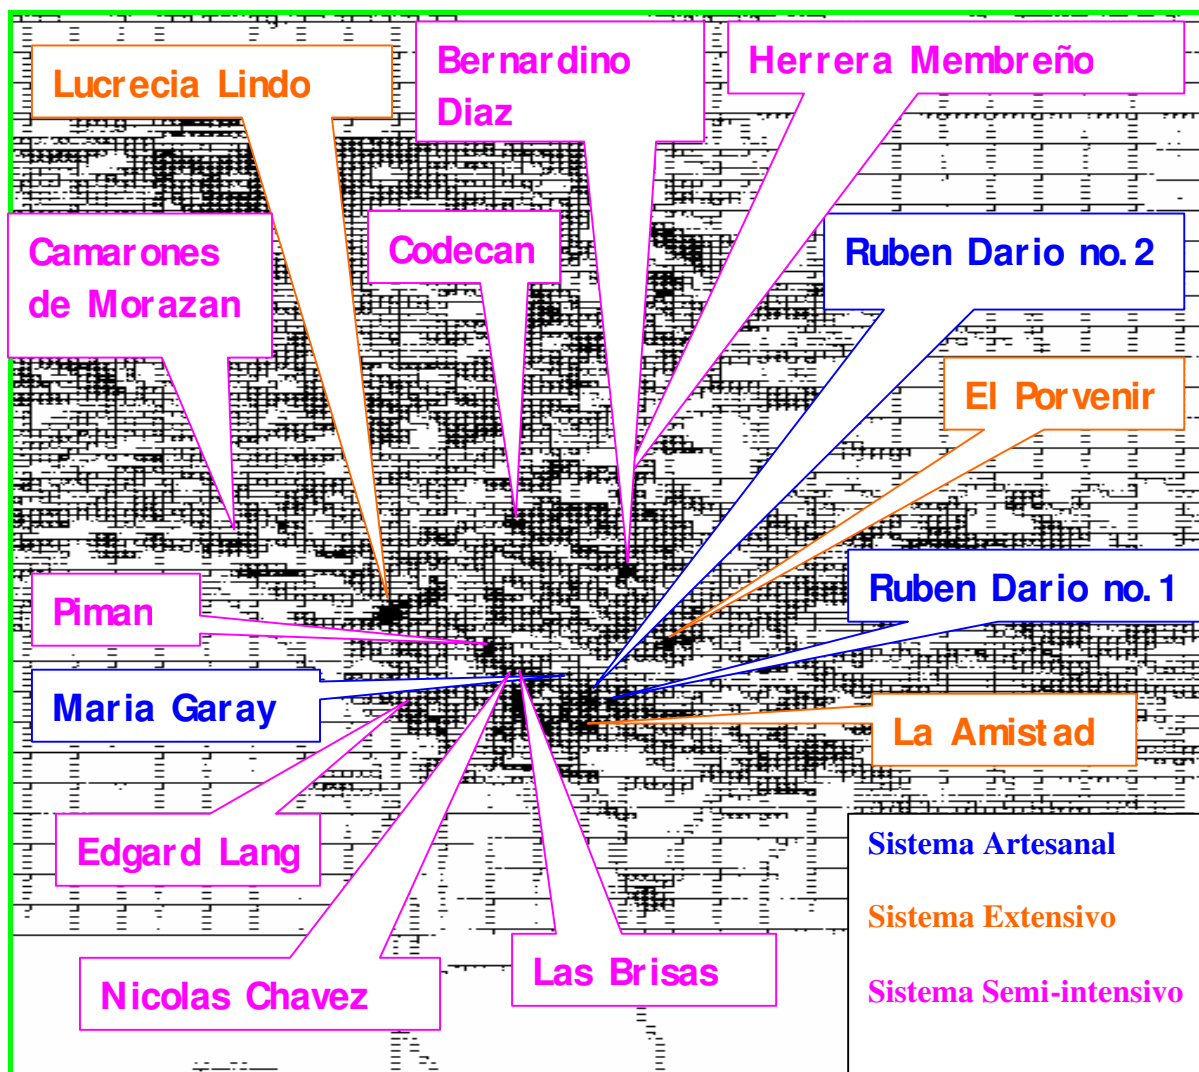 Lucrecia Lindo
Bernardino
Diaz
Herrera Membreño
Camarones
de Morazan
Codecan
Ruben Dario no.2
El Porvenir
Piman
Ruben Dario no.1
Maria Garay
La Amistad
Edgard Lang
Nicolas Chavez
Las Brisas
Sistema Artesanal
Sistema Extensivo
Sistema Semi-intensivo